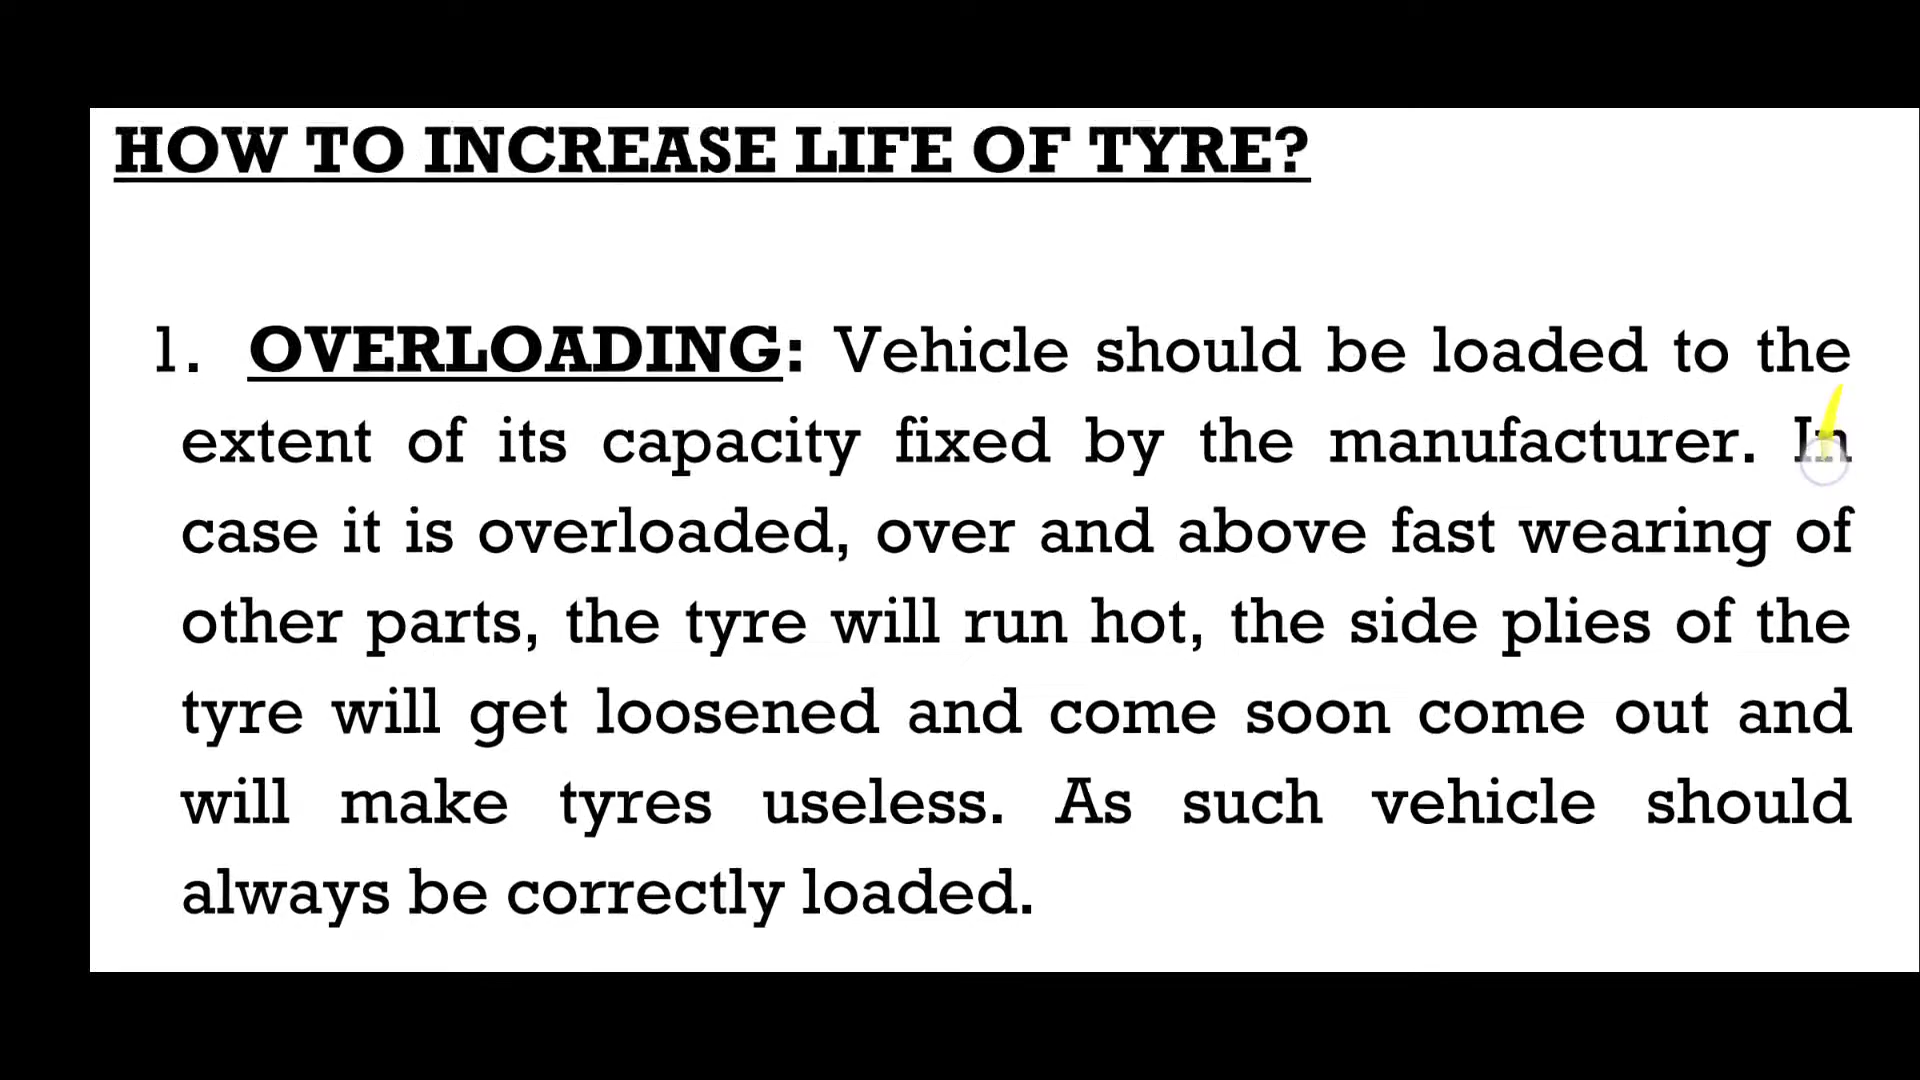 HOW TO INCREASE LIFE OF TYRE?
1. OVERLOADING: Vehicle should be loaded to the
extent of its capacity fixed by the manufacturer. In
case it is overloaded, over and above fast wearing of
other parts, the tyre will run hot, the side plies of the
tyre will get loosened and come soon come out and
will make tyres useless. As such vehicle should
always be correctly loaded.